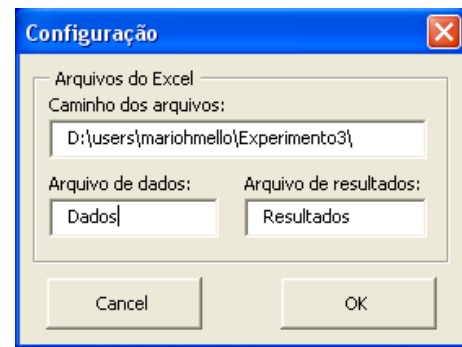 Configuração
Arquivos do Excel
Caminho dos arquivos:
D:\users\mariohmello\Experimento3\
Arquivo de dados: Arquivo de resultados:
Dados Resultados
Cancel OK